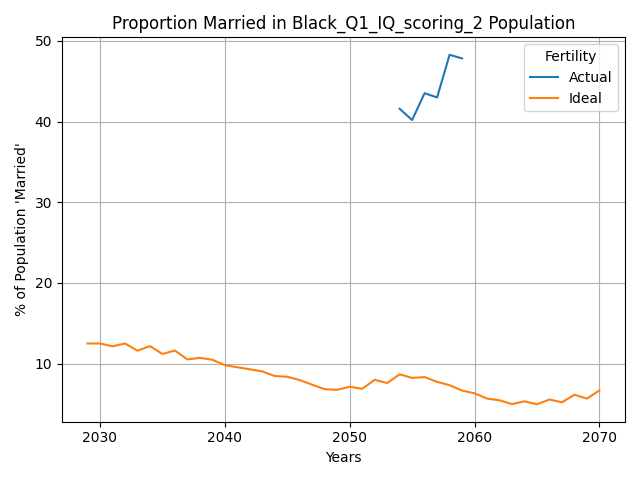 Proportion Married in Black_Q1_IQ_scoring_2 Population
% of Population 'Married'
50
40
30
20
10
Fertility
Actual
Ideal
2030 2040 2050 2060 2070
Years